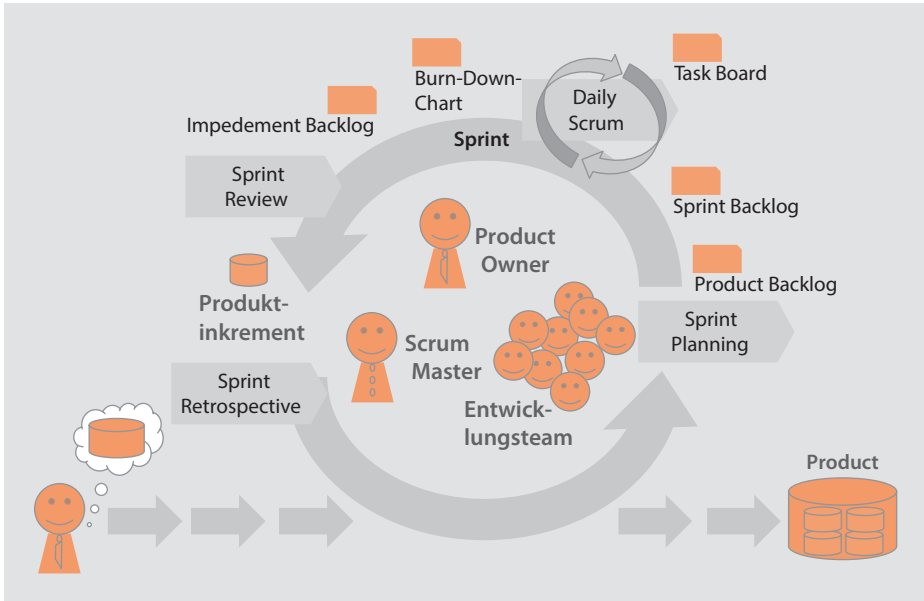 Burn-Down-
Chart
Task Board
Daily
Scrum
Impedement Backlog
Sprint
Sprint
Review
Sprint Backlog
Product
Owner
Product Backlog
Produkt-
inkrement
Sprint
Planning
Scrum
Master
Sprint
Retrospective
Entwick-
lungsteam
Product